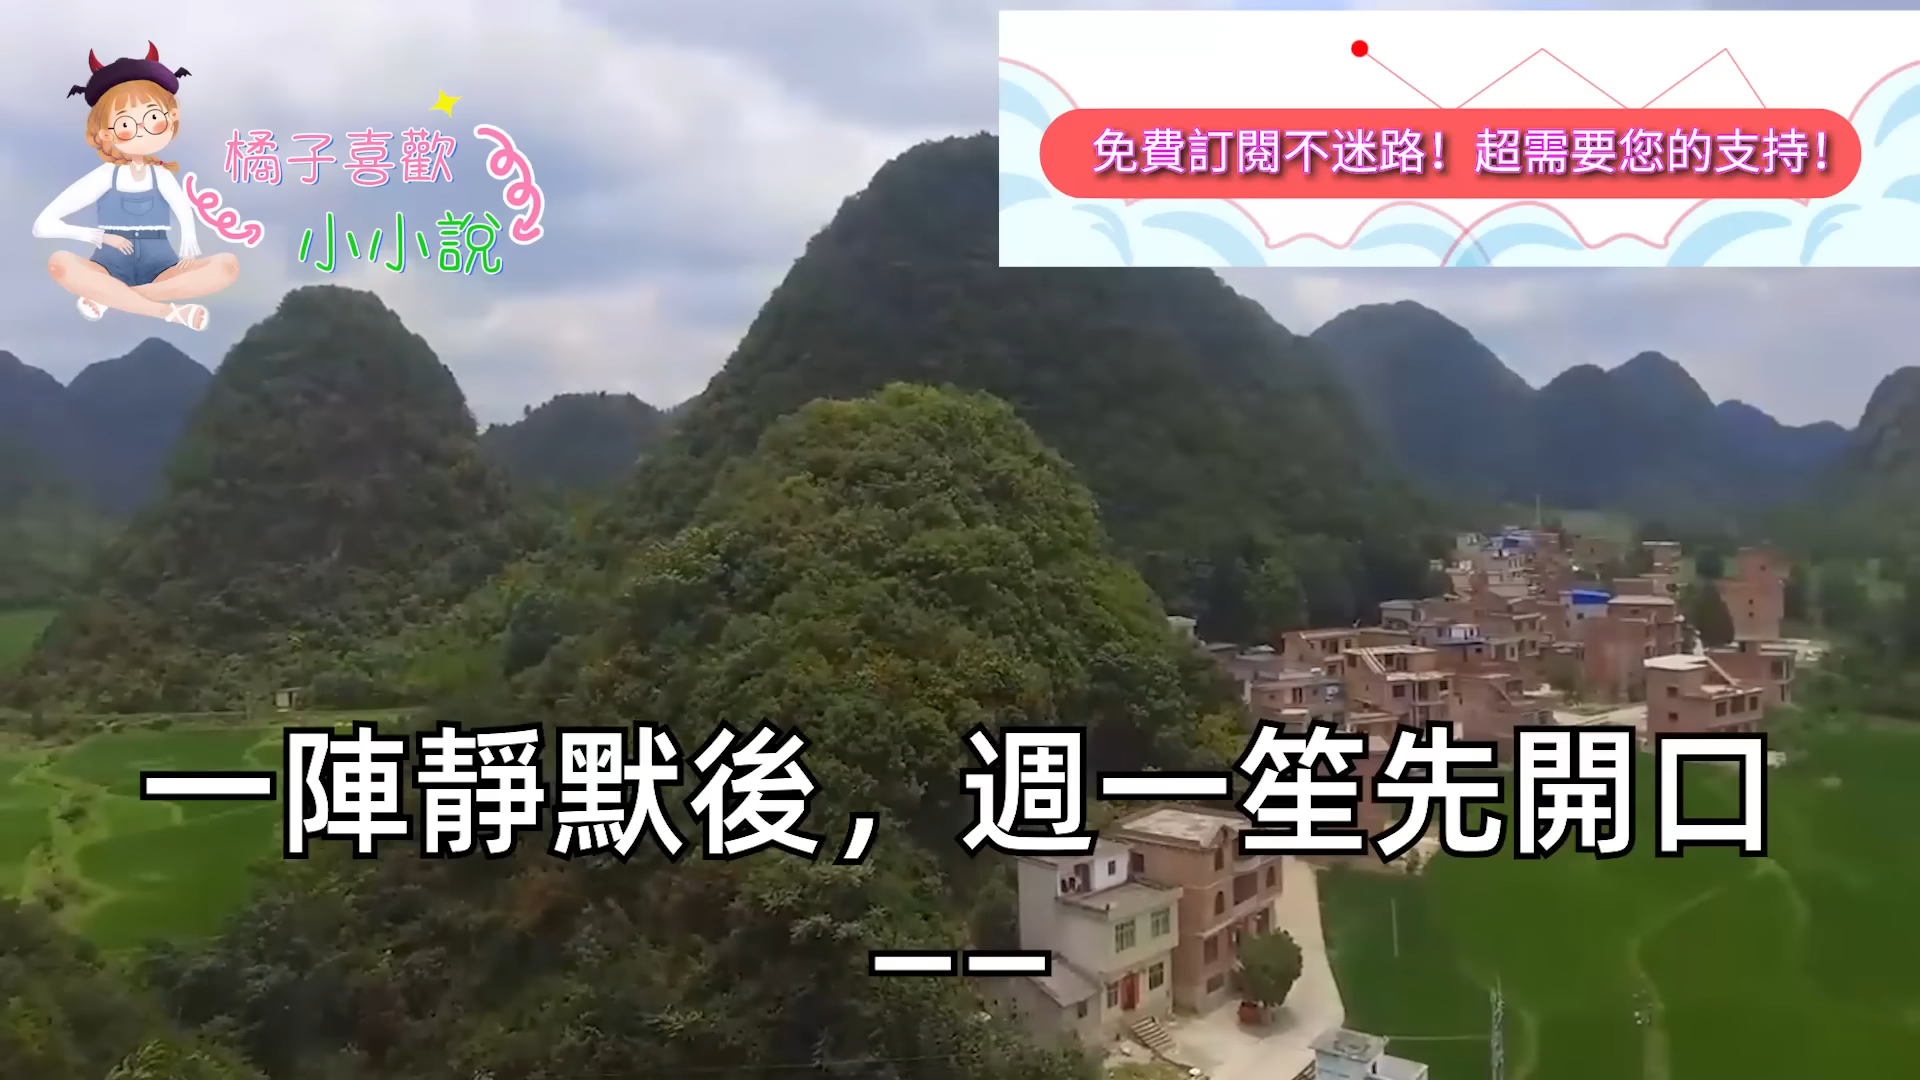 橘子喜歡
小小說
免費訂閱不迷路！超需要您的支持！
一陣靜默後，週一笙先開口
——